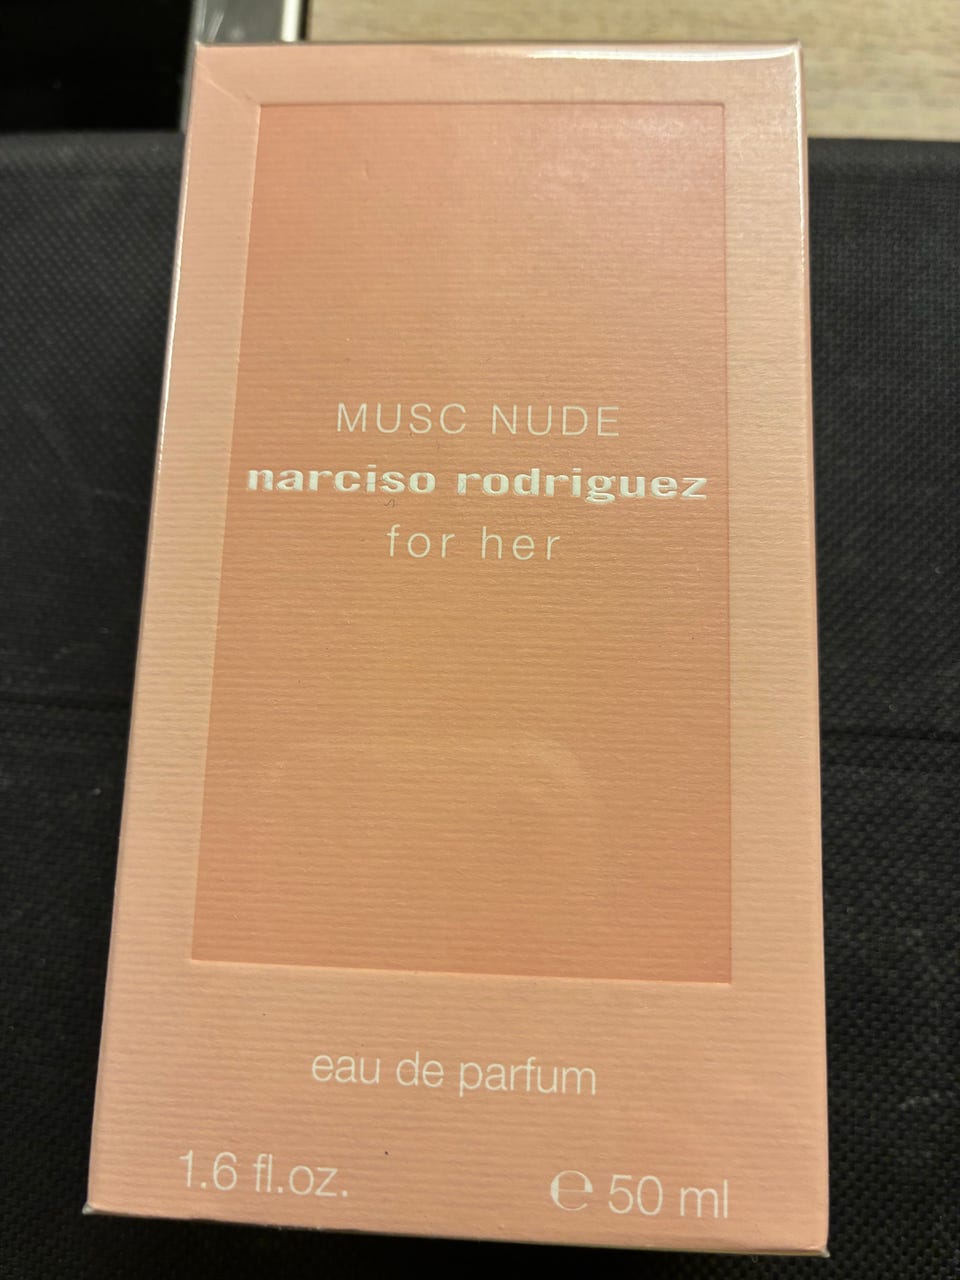 MUSC NUDE
narciso rodriguez
for her
eau de parfum
1.6 fl.oz. ℮ 50 ml